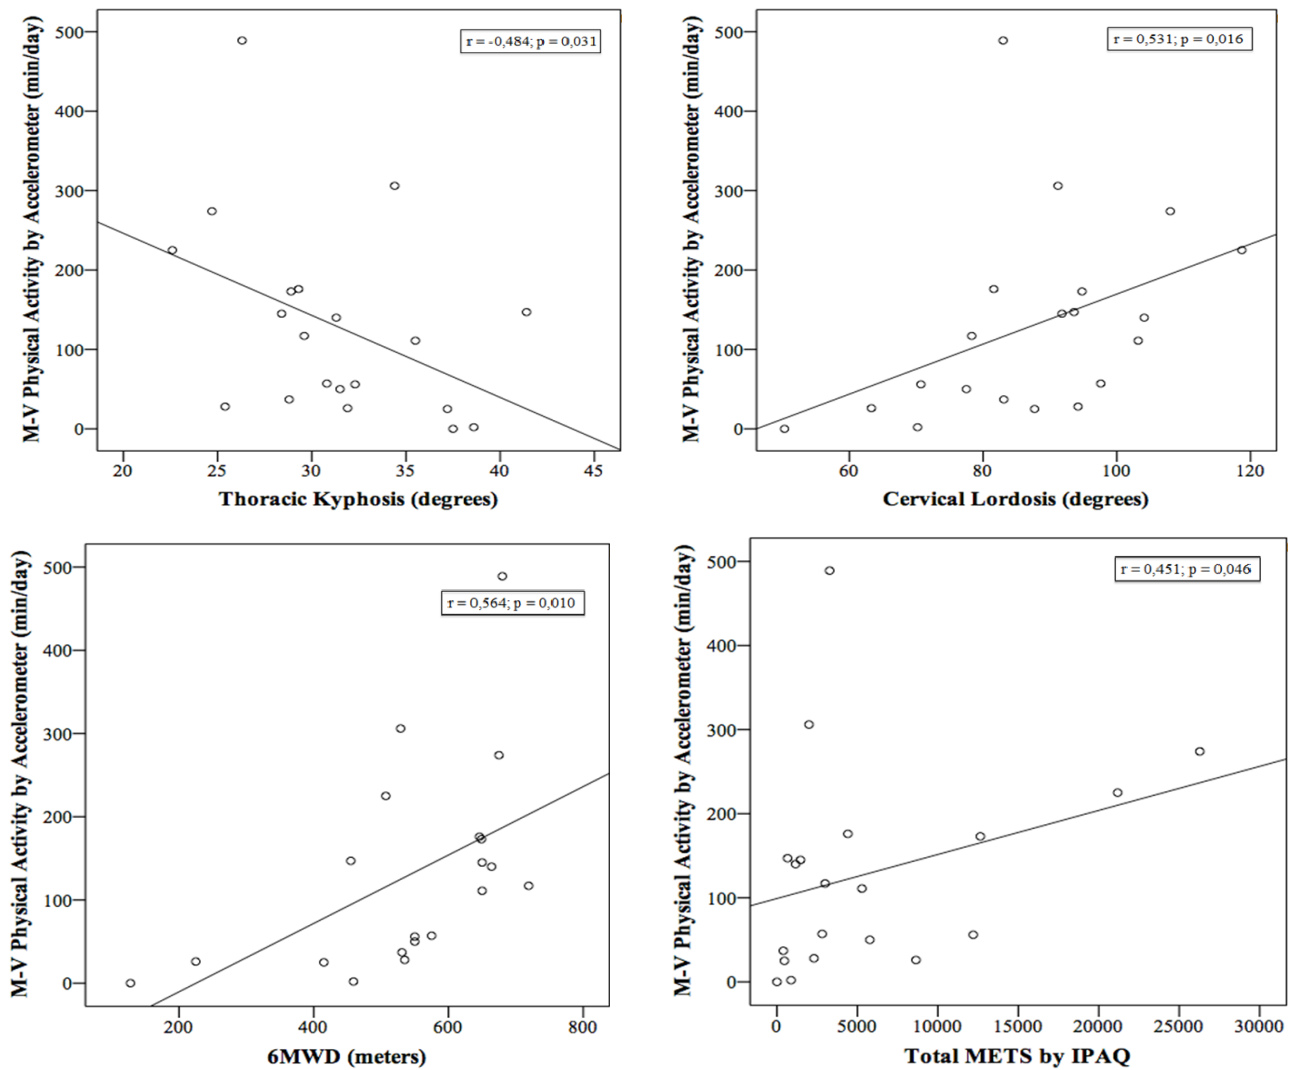 r = -0,484; p = 0,031
M-V Physical Activity by Accelerometer (min/day)
500
400
300
200
100
0
20 25 30 35 40 45
Thoracic Kyphosis (degrees)
r = 0,531; p = 0,016
M-V Physical Activity by Accelerometer (min/day)
500
400
300
200
100
0
60 80 100 120
Cervical Lordosis (degrees)
r = 0,564; p = 0,010
M-V Physical Activity by Accelerometer (min/day)
500
400
300
200
100
0
200 400 600 800
6MWD (meters)
r = 0,451; p = 0,046
M-V Physical Activity by Accelerometer (min/day)
500
400
300
200
100
0
0 5000 10000 15000 20000 25000 30000
Total METS by IPAQ